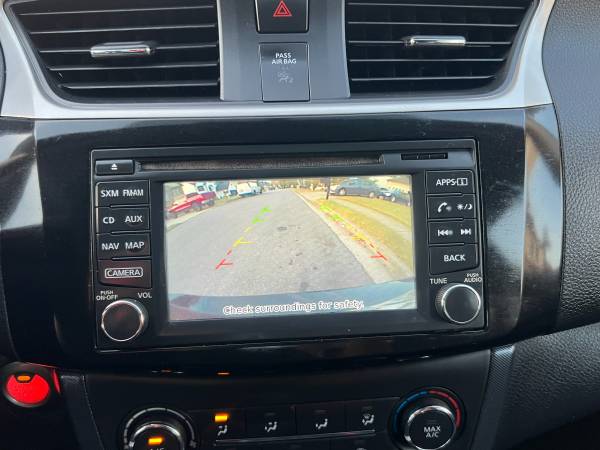 PASS
AIR BAG
SXM FM/AM
CD AUX
NAV MAP
CAMERA
PUSH
ON·OFF
VOL
Check surroundings for safety.
APPS
BACK
TUNE
PUSH
AUDIO
MAX
A/C